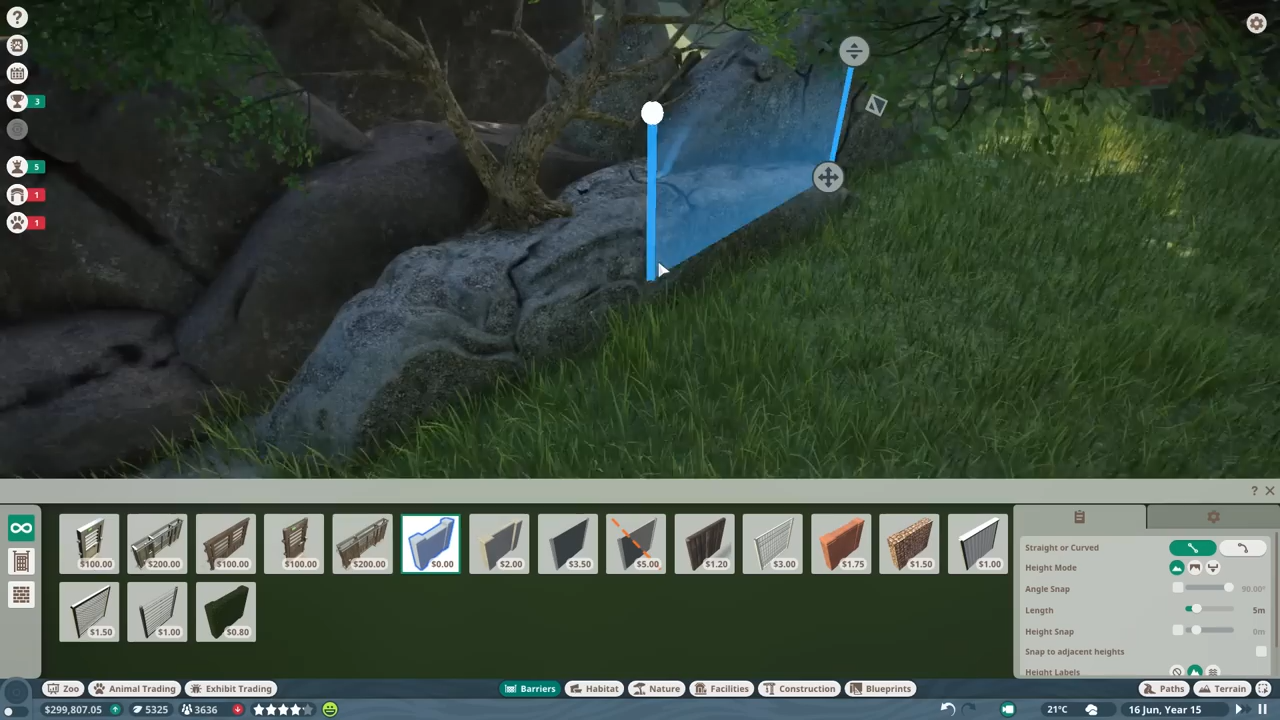 ?
3
5
1
1
? ✕
$100.00 $200.00 $100.00 $100.00 $200.00 $0.00 $2.00 $3.50 $5.00 $1.20 $3.00 $1.75 $1.50 $1.00
$1.50 $1.00 $0.80
Straight or Curved
Height Mode
Angle Snap 90.00°
Length 5m
Height Snap 0m
Snap to adjacent heights
Height Labels
Zoo Animal Trading Exhibit Trading Barriers Habitat Nature Facilities Construction Blueprints Paths Terrain
$299,807.05 5325 3636 21°C 16 Jun, Year 15